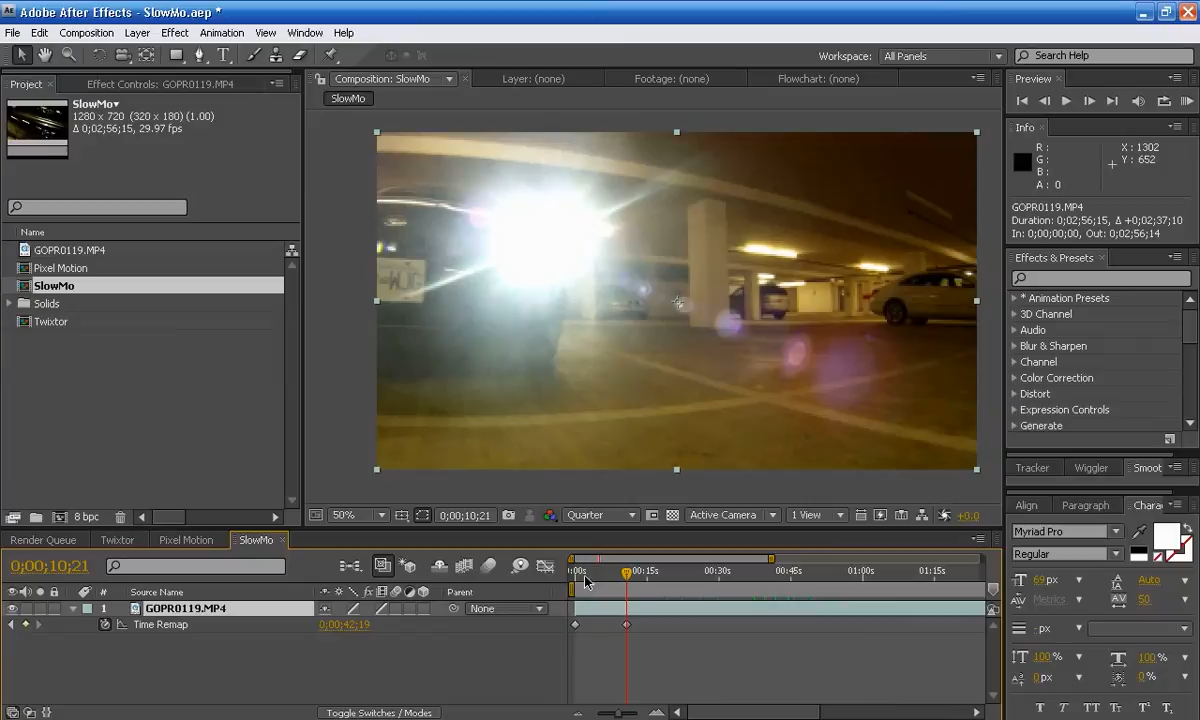 Adobe After Effects - SlowMo.aep *
File Edit Composition Layer Effect Animation View Window Help
Workspace: All Panels Search Help
Project Effect Controls: GOPR0119.MP4
Composition: SlowMo Layer: (none) Footage: (none) Flowchart: (none)
Preview
SlowMo
SlowMo
1280 x 720 (320 x 180) (1.00)
Δ 0;02;56;15, 29.97 fps
Info
R :
G :
B :
A : 0
X : 1302
Y : 652
GOPR0119.MP4
Duration: 0;02;56;15, Δ +0;02;37;10
In: 0;00;00;00, Out: 0;02;56;14
Name
GOPR0119.MP4
Pixel Motion
SlowMo
Solids
Twixtor
Effects & Presets
* Animation Presets
3D Channel
Audio
Blur & Sharpen
Channel
Color Correction
Distort
Expression Controls
Generate
Tracker Wiggler Smoot
Align Paragraph Chara
Myriad Pro
Regular
69 px Auto
Metrics 50
- px
100 % 100 %
0 px 0 %
T T TT Tr T¹ T₁
8 bpc
50% 0;00;10;21 Quarter Active Camera 1 View +0.0
Render Queue Twixtor Pixel Motion SlowMo
0;00;10;21
:00s 00:15s 00:30s 00:45s 01:00s 01:15s
# Source Name Parent
1 GOPR0119.MP4 None
Time Remap 0;00;42;19
Toggle Switches / Modes